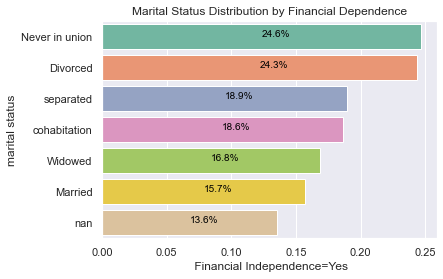 Marital Status Distribution by Financial Dependence
Never in union
24.6%
Divorced
24.3%
separated
18.9%
cohabitation
18.6%
Widowed
16.8%
Married
15.7%
nan
13.6%
marital status
0.00 0.05 0.10 0.15 0.20 0.25
Financial Independence=Yes